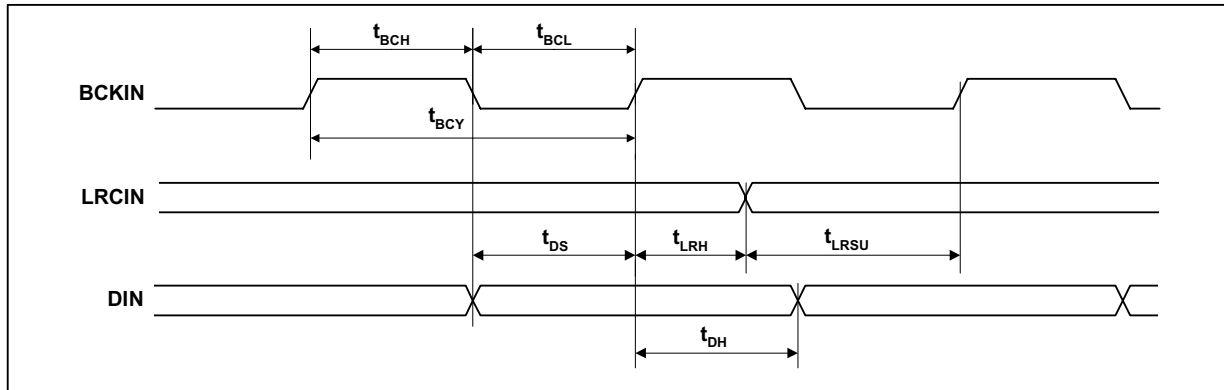 tBCH tBCL
BCKIN
tBCY
LRCIN
tDS tLRH tLRSU
DIN
tDH